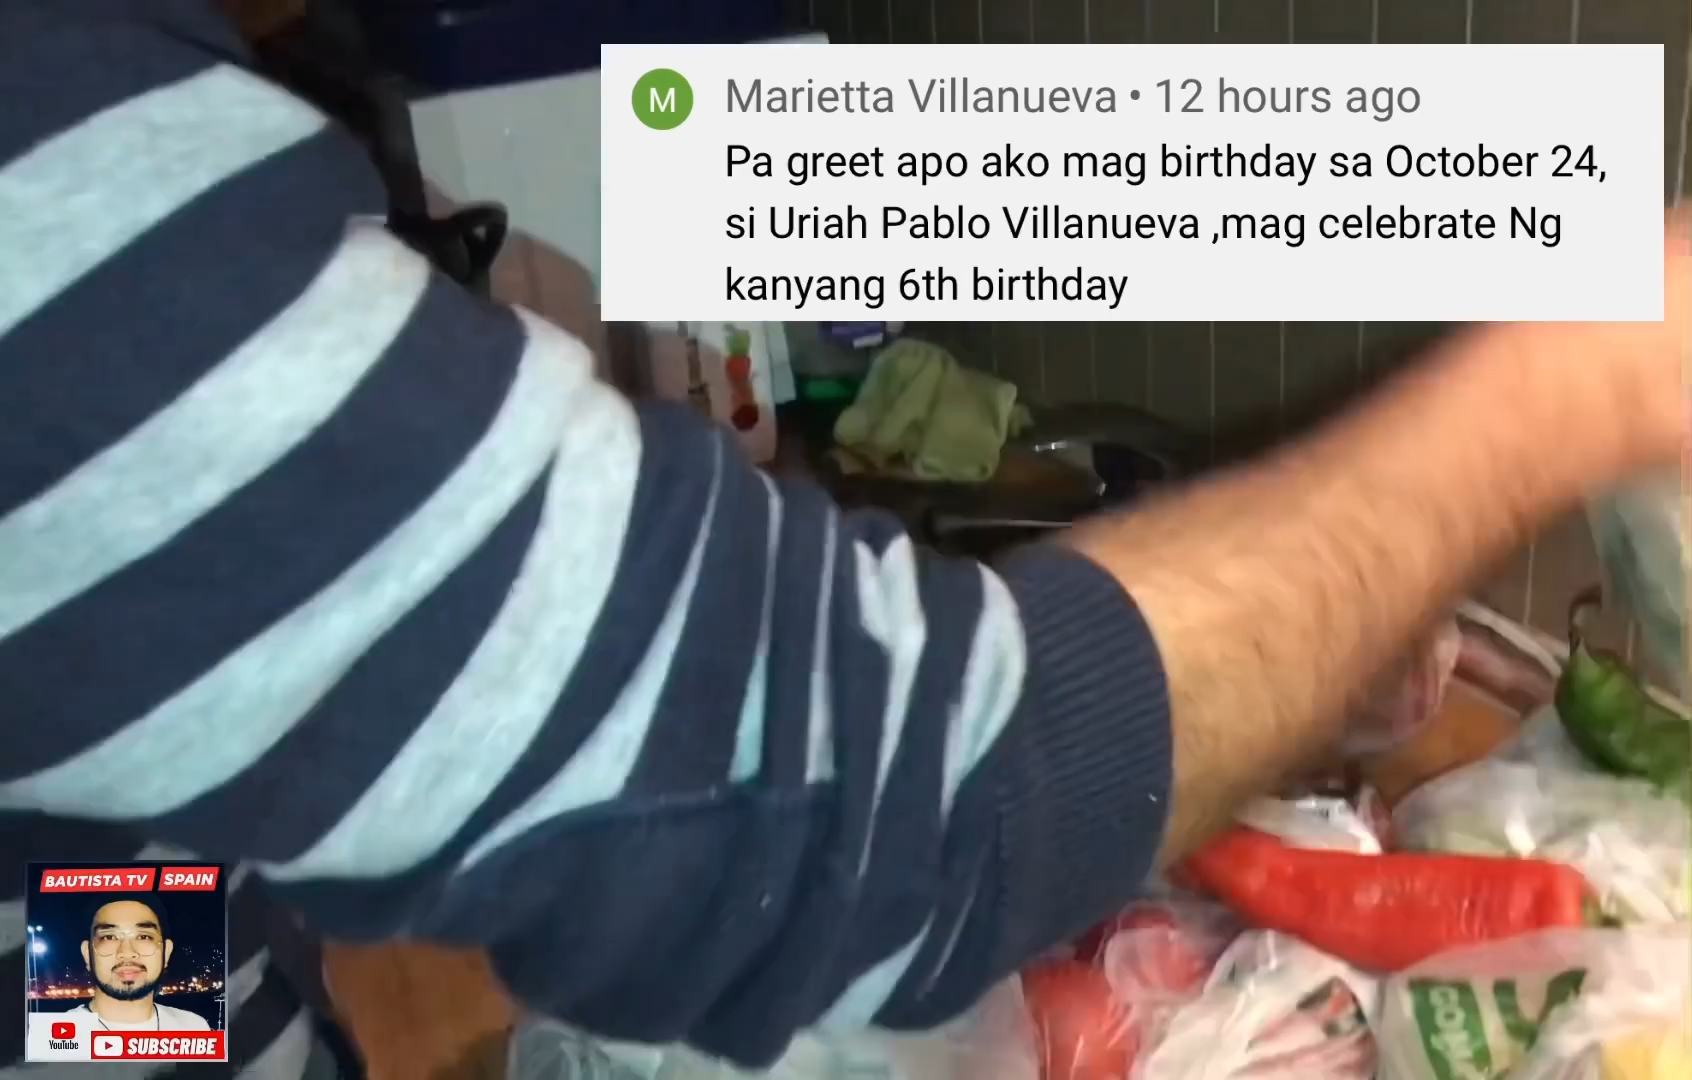 M
Marietta Villanueva • 12 hours ago
Pa greet apo ako mag birthday sa October 24,
si Uriah Pablo Villanueva ,mag celebrate Ng
kanyang 6th birthday
BAUTISTA TV SPAIN
YouTube
SUBSCRIBE